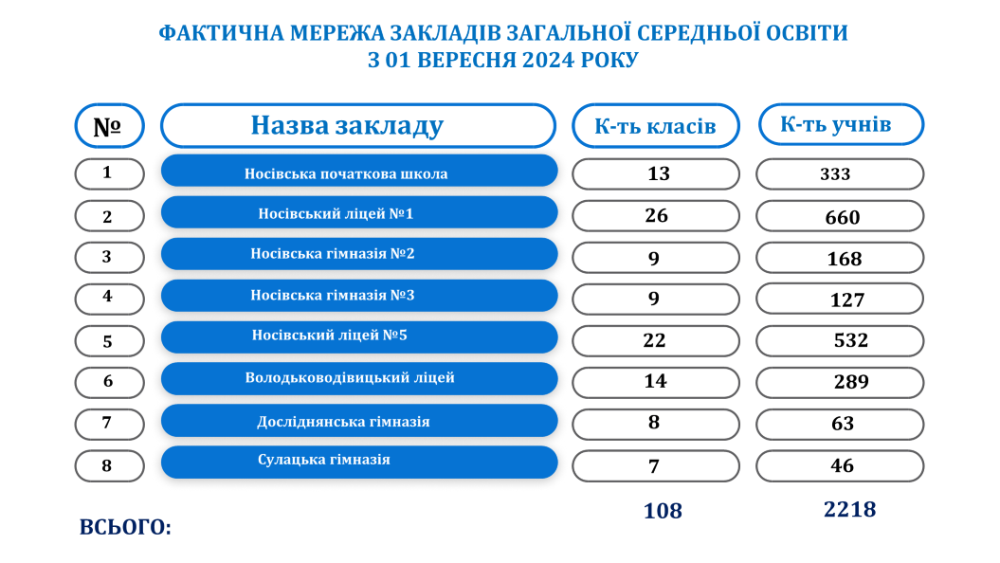 ФАКТИЧНА МЕРЕЖА ЗАКЛАДІВ ЗАГАЛЬНОЇ СЕРЕДНЬОЇ ОСВІТИ
З 01 ВЕРЕСНЯ 2024 РОКУ
№ Назва закладу К-ть класів К-ть учнів
1 Носівська початкова школа 13 333
2 Носівський ліцей №1 26 660
3 Носівська гімназія №2 9 168
4 Носівська гімназія №3 9 127
5 Носівський ліцей №5 22 532
6 Володьководівицький ліцей 14 289
7 Досліднянська гімназія 8 63
8 Сулацька гімназія 7 46
ВСЬОГО: 108 2218